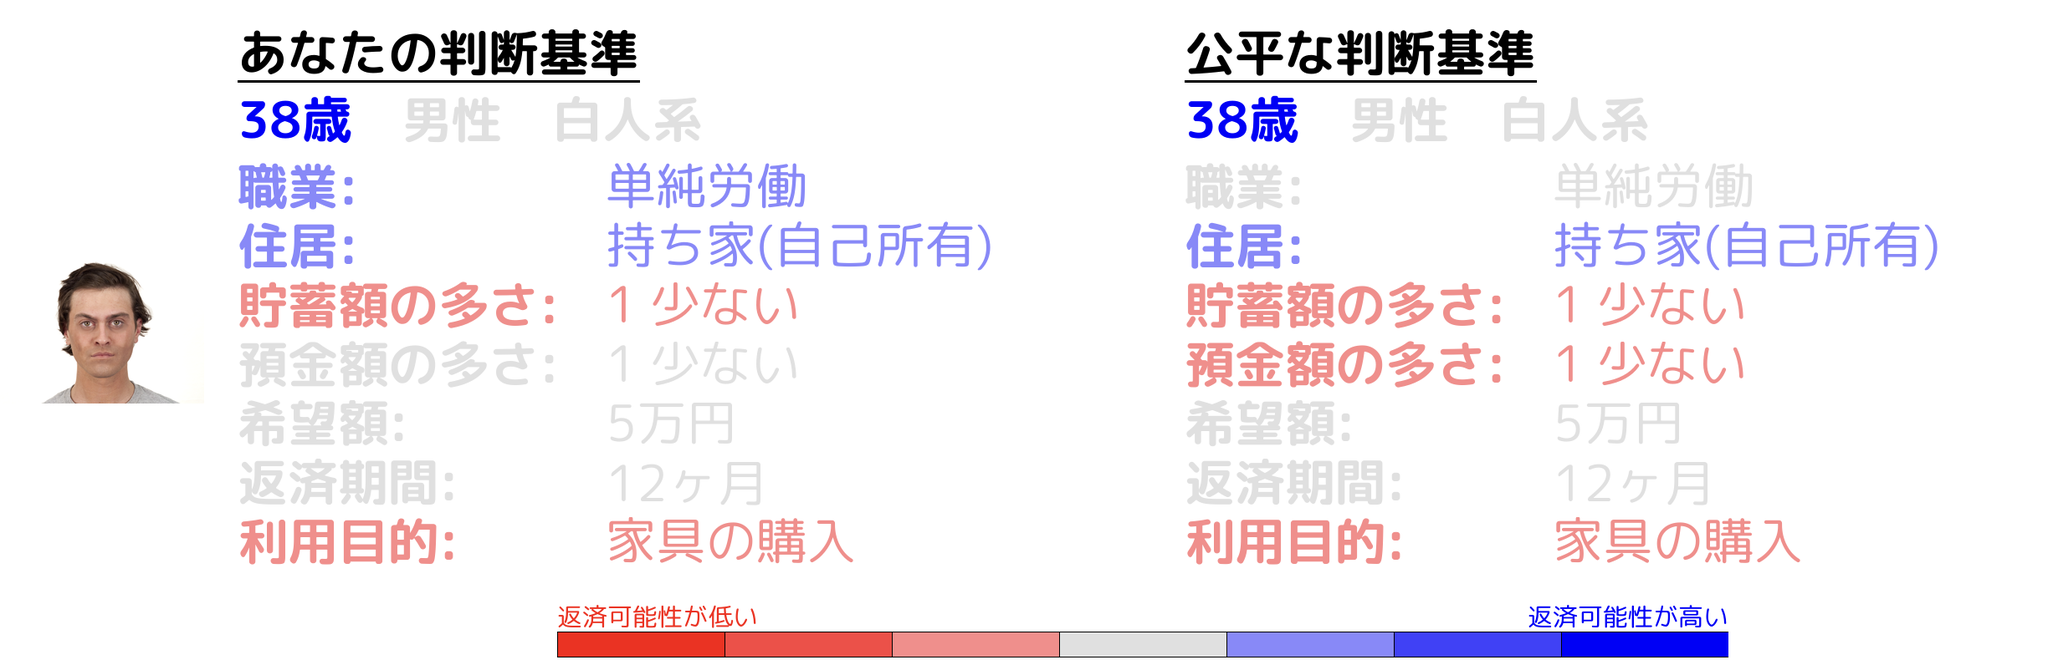 あなたの判断基準
38歳 男性 白人系
職業: 単純労働
住居: 持ち家(自己所有)
貯蓄額の多さ: 1 少ない
預金額の多さ: 1 少ない
希望額: 5万円
返済期間: 12ヶ月
利用目的: 家具の購入
公平な判断基準
38歳 男性 白人系
職業: 単純労働
住居: 持ち家(自己所有)
貯蓄額の多さ: 1 少ない
預金額の多さ: 1 少ない
希望額: 5万円
返済期間: 12ヶ月
利用目的: 家具の購入
返済可能性が低い
返済可能性が高い